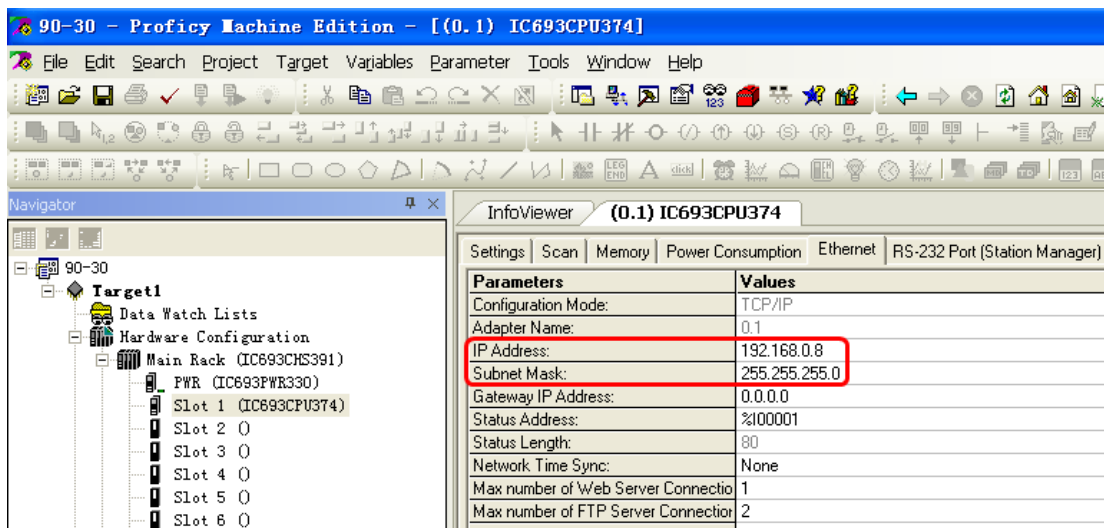 90-30 - Proficy Machine Edition - [(0.1) IC693CPU374]
File Edit Search Project Target Variables Parameter Tools Window Help
Navigator
InfoViewer (0.1) IC693CPU374
Settings Scan Memory Power Consumption Ethernet RS-232 Port (Station Manager)
90-30
Target1
Data Watch Lists
Hardware Configuration
Main Rack (IC693CHS391)
PWR (IC693PWR330)
Slot 1 (IC693CPU374)
Slot 2 ()
Slot 3 ()
Slot 4 ()
Slot 5 ()
Slot 6 ()
Parameters Values
Configuration Mode: TCP/IP
Adapter Name: 0.1
IP Address: 192.168.0.8
Subnet Mask: 255.255.255.0
Gateway IP Address: 0.0.0.0
Status Address: %I00001
Status Length: 80
Network Time Sync: None
Max number of Web Server Connectio 1
Max number of FTP Server Connection 2